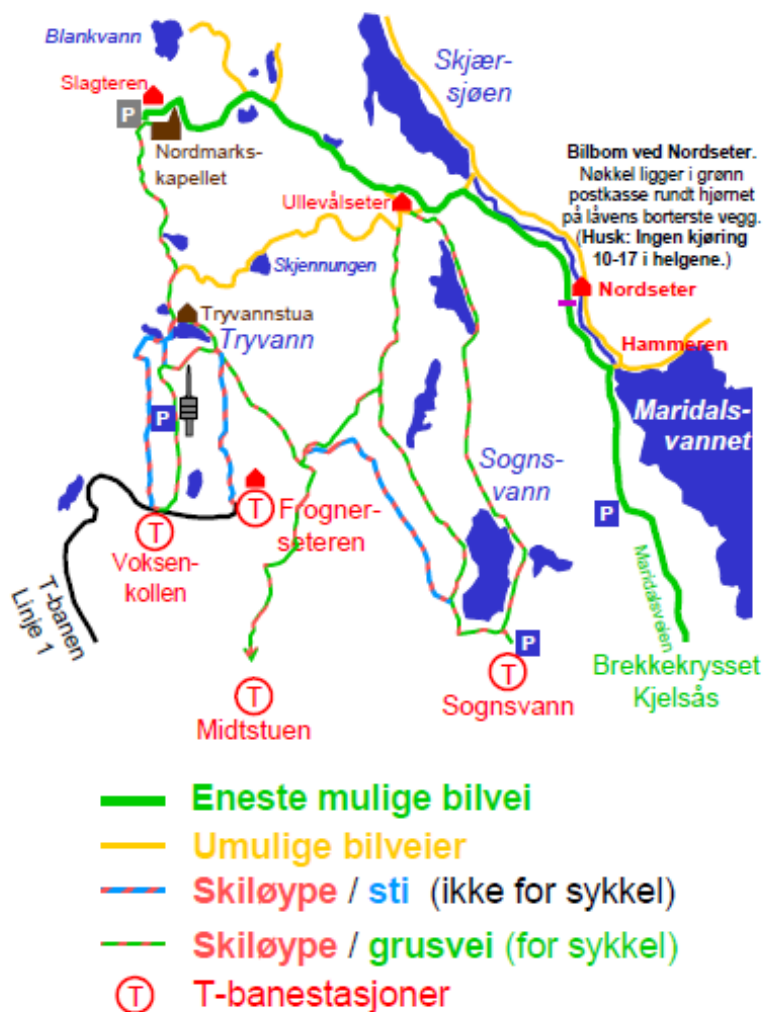 Blankvann
Skjær-
sjøen
Slagteren
P
Nordmarks-
kapellet
Bilbom ved Nordseter.
Nøkkel ligger i grønn
postkasse rundt hjørnet
på låvens borterste vegg.
(Husk: Ingen kjøring
10-17 i helgene.)
Ullevålseter
Skjennungen
Nordseter
Tryvannstua
Tryvann
Hammeren
P
Maridals-
vannet
Sogns-
vann
P
T
Voksen-
kollen
T
Frogner-
seteren
T-banen
Linje 1
Maridalsveien
P
T
Midtstuen
T
Sognsvann
Brekkekrysset
Kjelsås
Eneste mulige bilvei
Umulige bilveier
Skiløype / sti (ikke for sykkel)
Skiløype / grusvei (for sykkel)
T T-banestasjoner